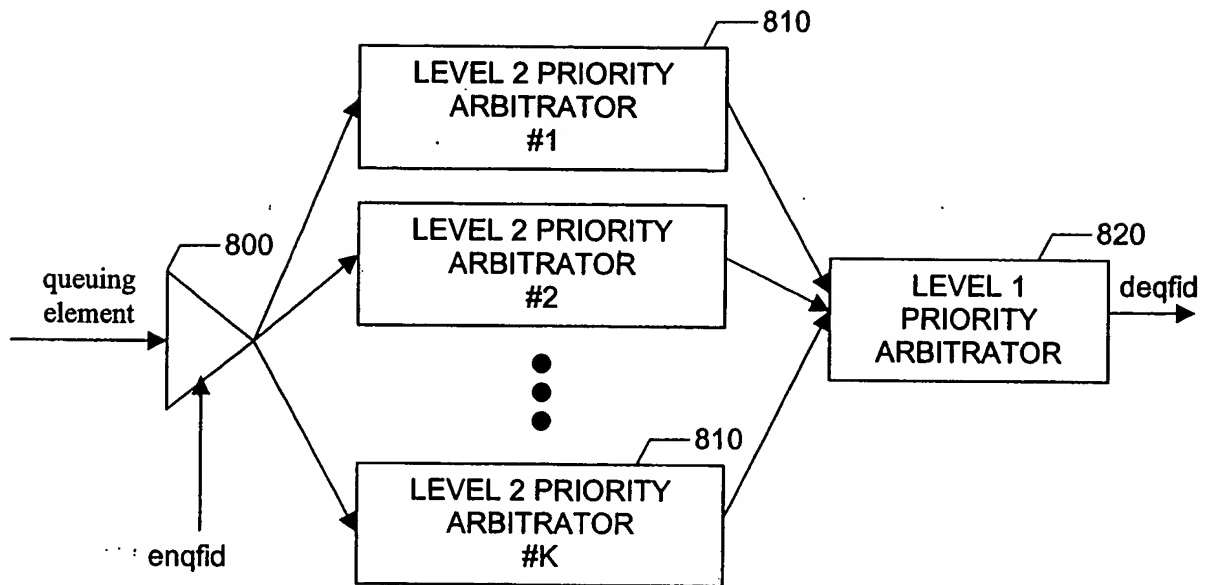 810
LEVEL 2 PRIORITY
ARBITRATOR
#1
800
queuing
element
LEVEL 2 PRIORITY
ARBITRATOR
#2
820
LEVEL 1
PRIORITY
ARBITRATOR
deqfid
810
LEVEL 2 PRIORITY
ARBITRATOR
#K
enqfid